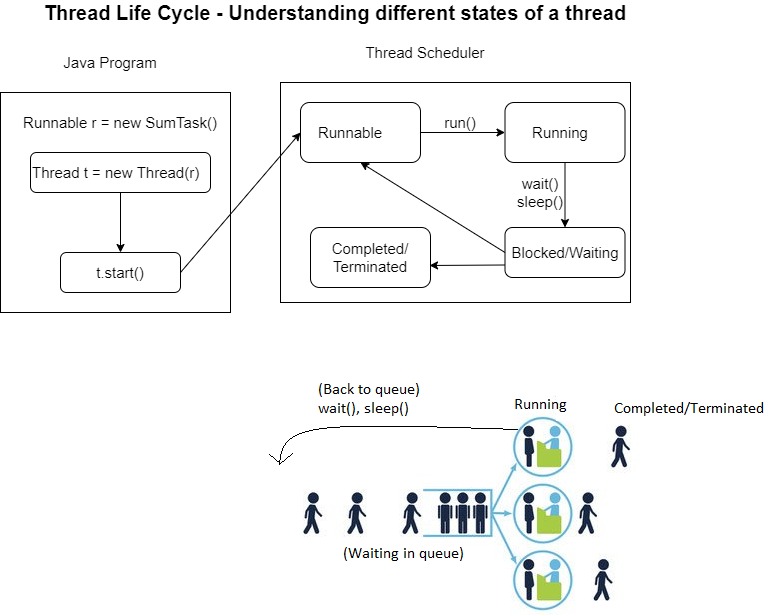 Thread Life Cycle - Understanding different states of a thread
Java Program
Thread Scheduler
Runnable r = new SumTask()
Thread t = new Thread(r)
t.start()
Runnable
run()
Running
wait()
sleep()
Blocked/Waiting
Completed/
Terminated
(Back to queue)
wait(), sleep()
Running
Completed/Terminated
(Waiting in queue)